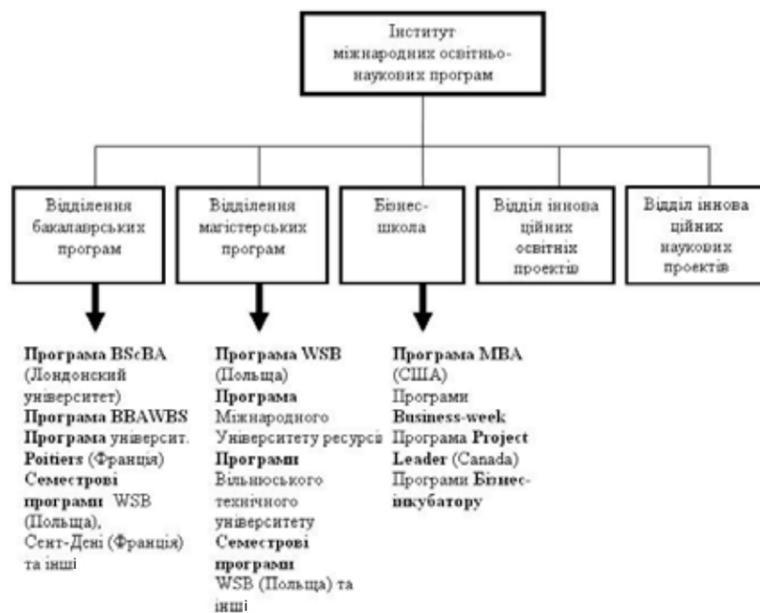 Інститут
міжнародних освітньо-
наукових програм
Відділення
бакалаврських
програм
Відділення
магістерських
програм
Бізнес-
школа
Відділ іннова
ційних
освітніх
проектів
Відділ іннова
ційних
наукових
проектів
Програма BScBA
(Лондонский
університет)
Програма BBAWBS
Програма університ.
Poitiers (Франція)
Семестрові
програми WSB
(Польща),
Сент-Дені (Франція)
та інші
Програма WSB
(Польща)
Програма
Міжнародного
Університету ресурсів
Програми
Вільнюського
технічного
університету
Семестрові
програми
WSB (Польща) та
інші
Програма MBA
(США)
Програми
Business-week
Програма Project
Leader (Canada)
Програми Бізнес-
інкубатору